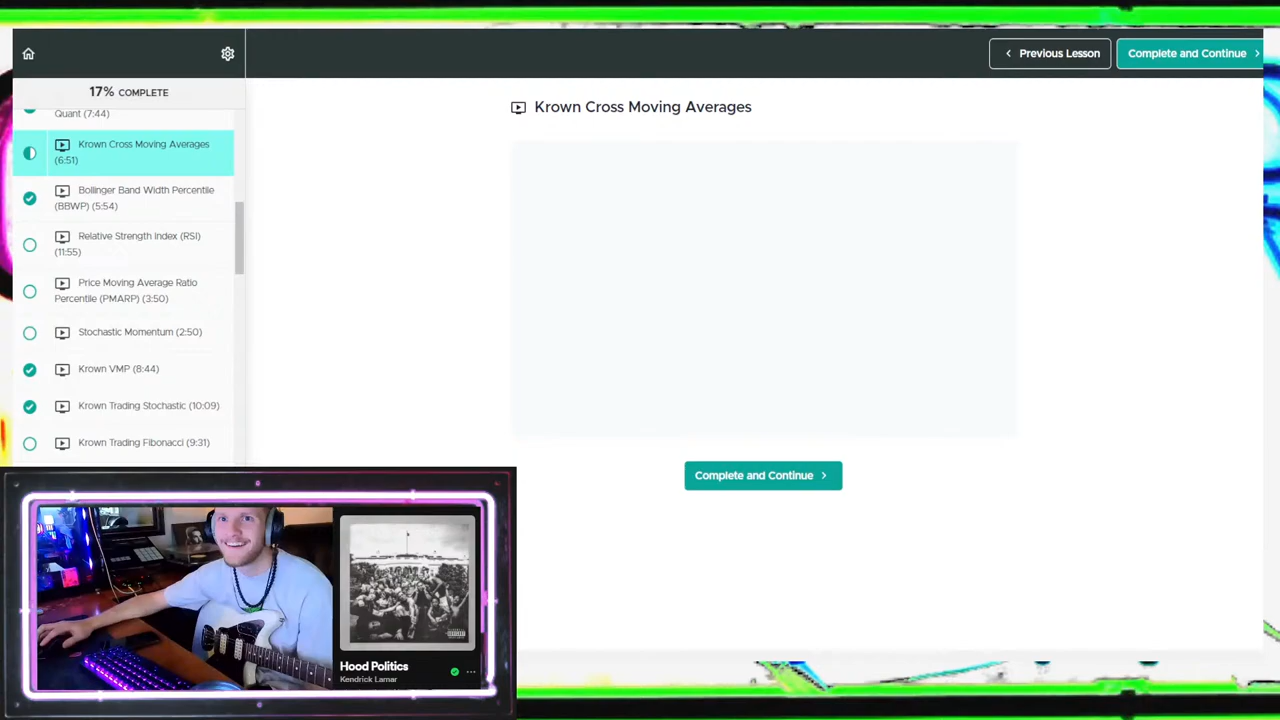 Previous Lesson
Complete and Continue
17% COMPLETE
Quant (7:44)
Krown Cross Moving Averages
(6:51)
Bollinger Band Width Percentile
(BBWP) (5:54)
Relative Strength Index (RSI)
(11:55)
Price Moving Average Ratio
Percentile (PMARP) (3:50)
Stochastic Momentum (2:50)
Krown VMP (8:44)
Krown Trading Stochastic (10:09)
Krown Trading Fibonacci (9:31)
Krown Cross Moving Averages
Complete and Continue
Hood Politics
Kendrick Lamar